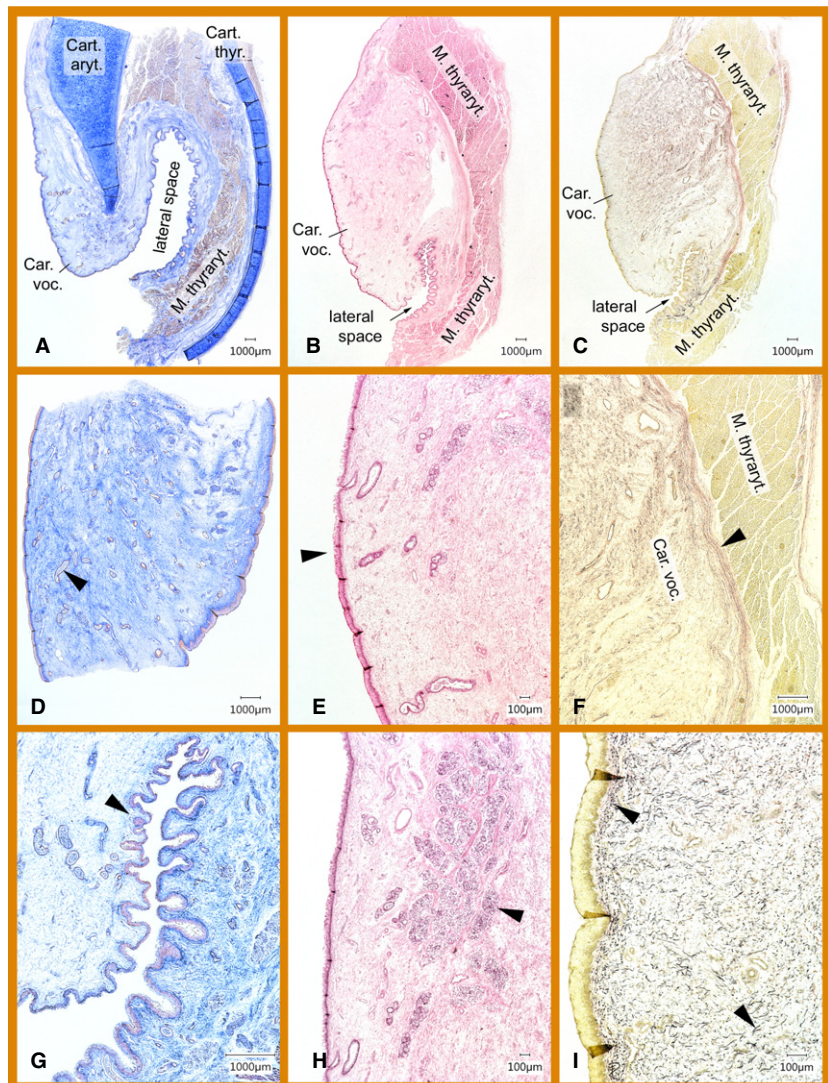 Cart.
aryt.
Cart.
thyr.
lateral space
M. thyraryt.
Car.
voc.
A
1000µm
M. thyraryt.
Car.
voc.
lateral
space
M. thyraryt.
B
1000µm
M. thyraryt.
Car.
voc.
lateral
space
M. thyraryt.
C
1000µm
D
1000µm
E
100µm
M. thyraryt.
Car. voc.
F
1000µm
G
1000µm
H
100µm
I
100µm